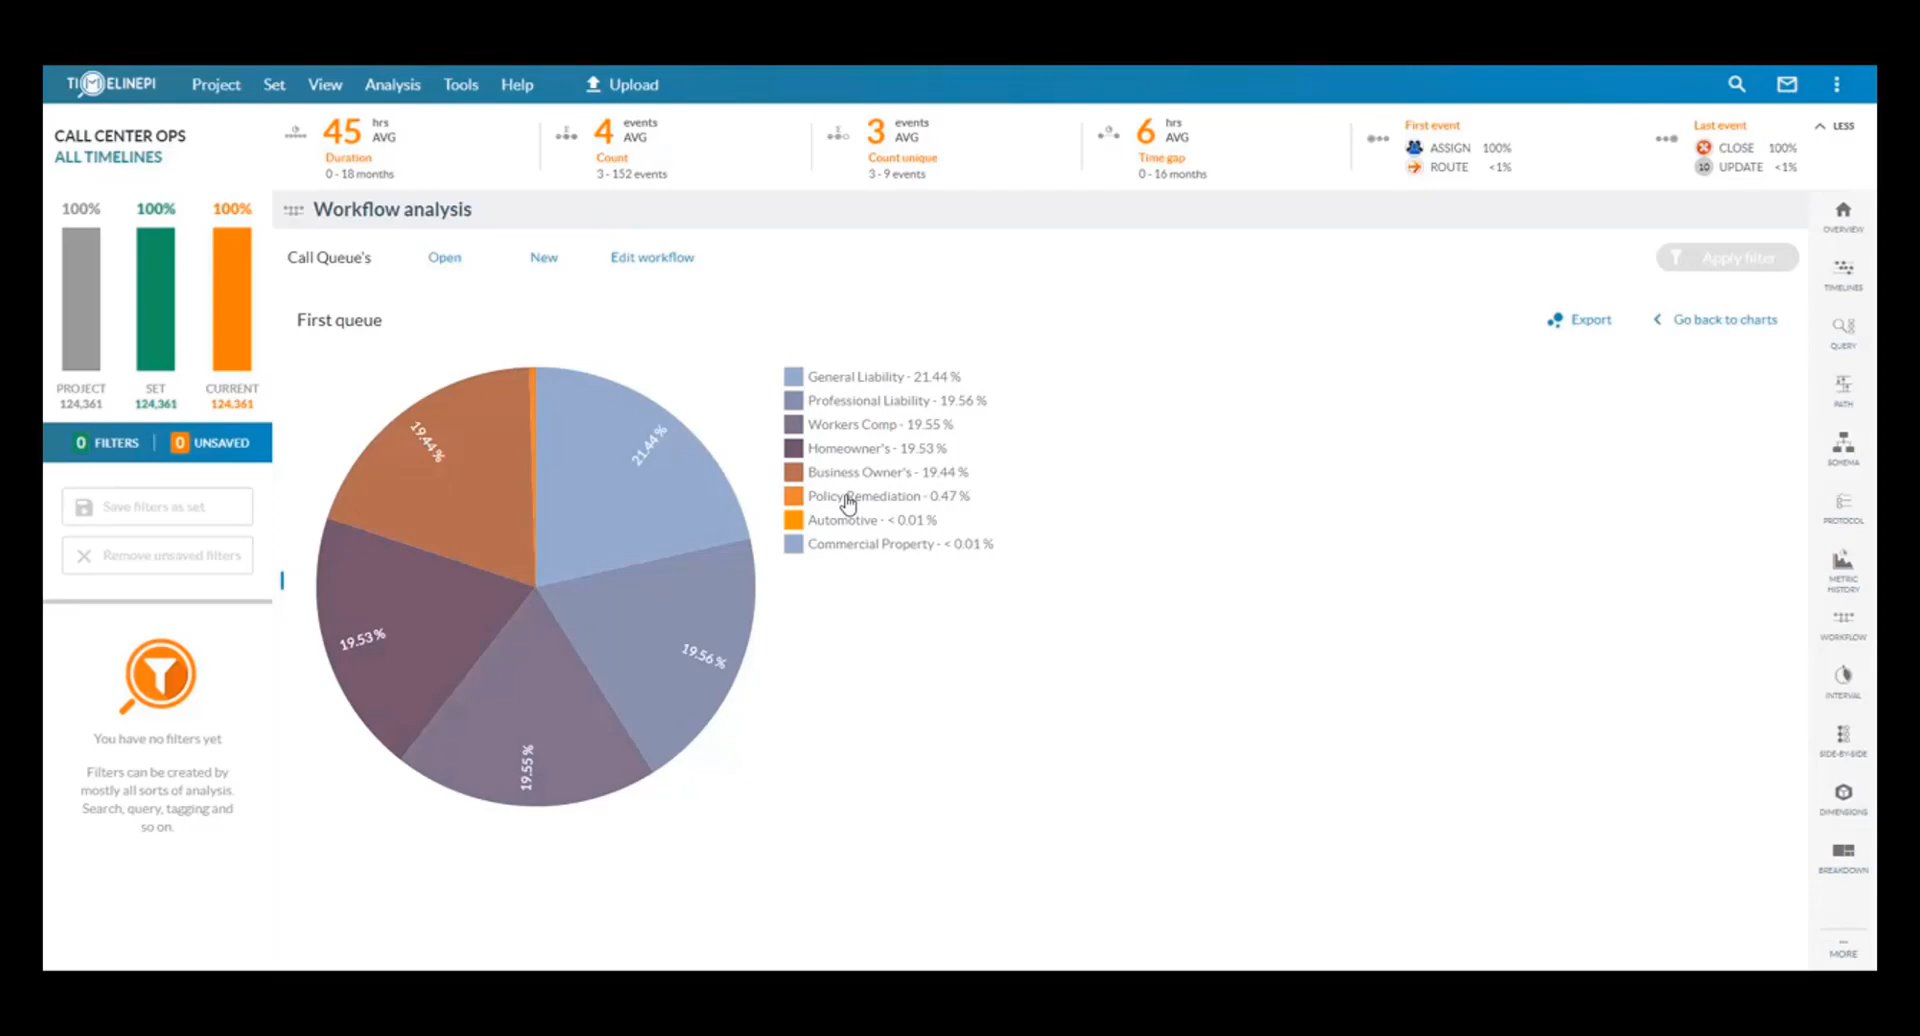 TIMELINEPI Project Set View Analysis Tools Help Upload
CALL CENTER OPS
ALL TIMELINES
45 hrs AVG
Duration
0 - 18 months
4 events AVG
Count
3 - 152 events
3 events AVG
Count unique
3 - 9 events
6 hrs AVG
Time gap
0 - 16 months
First event
ASSIGN 100%
ROUTE <1%
Last event
CLOSE 100%
10 UPDATE <1%
LESS
100% 100% 100%
PROJECT SET CURRENT
124,361 124,361 124,361
0 FILTERS 0 UNSAVED
Save filters as set
Remove unsaved filters
You have no filters yet
Filters can be created by
mostly all sorts of analysis.
Search, query, tagging and
so on.
Workflow analysis
Call Queue's Open New Edit workflow Apply filter
First queue Export Go back to charts
21.44 %
19.56 %
19.55 %
19.53 %
19.44 %
General Liability - 21.44 %
Professional Liability - 19.56 %
Workers Comp - 19.55 %
Homeowner's - 19.53 %
Business Owner's - 19.44 %
Policy Remediation - 0.47 %
Automotive - < 0.01 %
Commercial Property - < 0.01 %
OVERVIEW
TIMELINES
QUERY
PATH
SCHEMA
PROTOCOL
METRIC
HISTORY
WORKFLOW
INTERVAL
SIDE-BY-SIDE
DIMENSIONS
BREAKDOWN
MORE